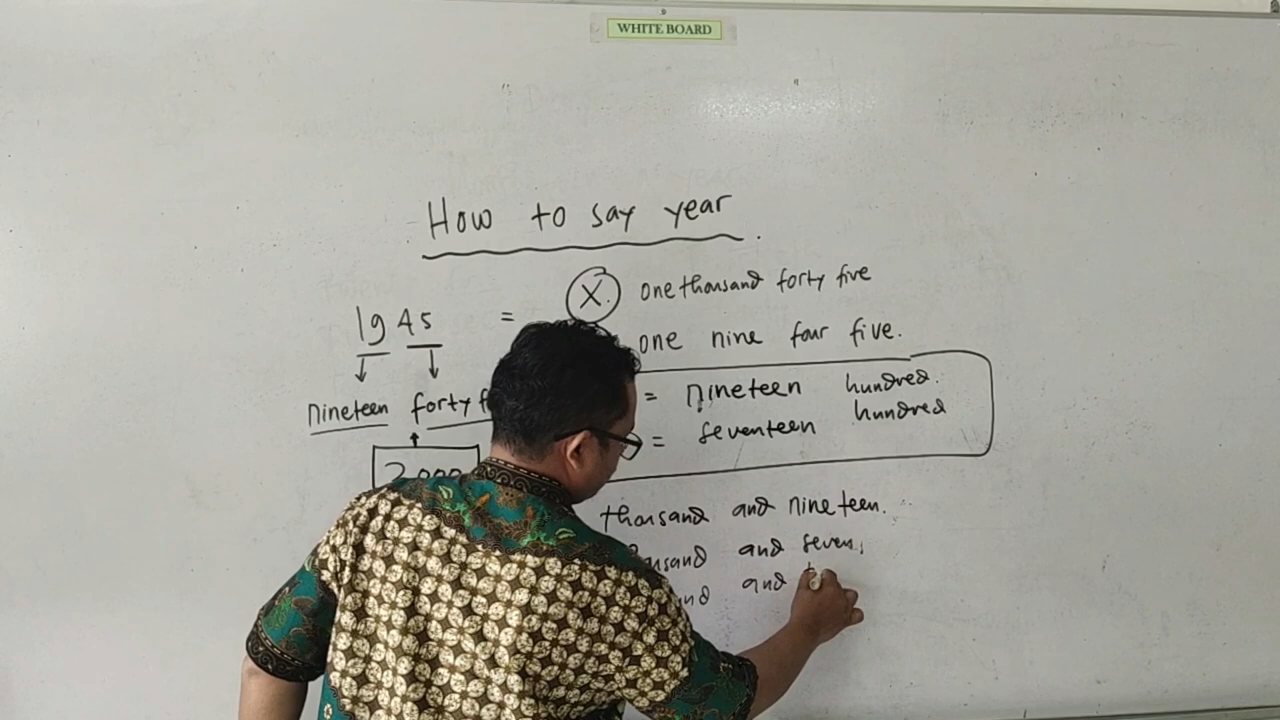 WHITE BOARD
How to say year.
1945 = X. one thousand forty five
one nine four five.
nineteen forty
= nineteen hundred.
= seventeen hundred
2000
thousand and nineteen.
and seven.
and